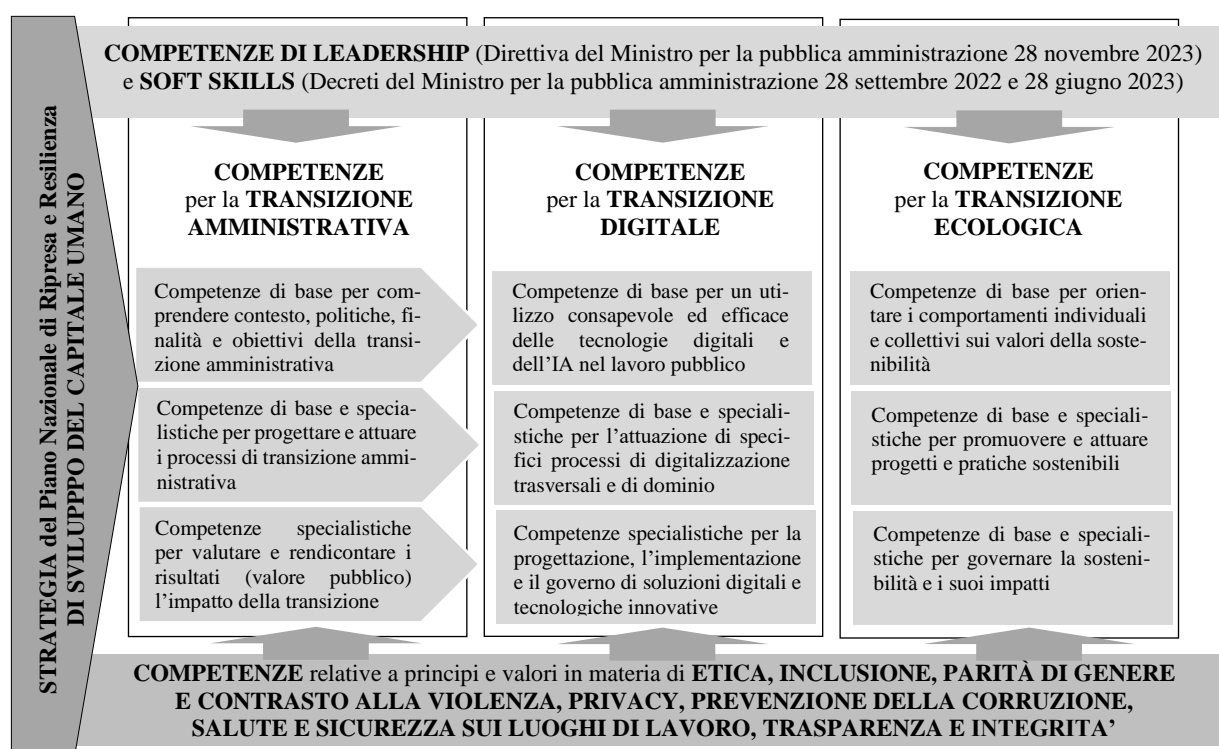 STRATEGIA del Piano Nazionale di Ripresa e Resilienza
DI SVILUPPO DEL CAPITALE UMANO
COMPETENZE DI LEADERSHIP (Direttiva del Ministro per la pubblica amministrazione 28 novembre 2023)
e SOFT SKILLS (Decreti del Ministro per la pubblica amministrazione 28 settembre 2022 e 28 giugno 2023)
COMPETENZE
per la TRANSIZIONE
AMMINISTRATIVA
Competenze di base per com-
prendere contesto, politiche, fi-
nalità e obiettivi della transi-
zione amministrativa
Competenze di base e specia-
listiche per progettare e attuare
i processi di transizione ammi-
nistrativa
Competenze specialistiche
per valutare e rendicontare i
risultati (valore pubblico)
l’impatto della transizione
COMPETENZE
per la TRANSIZIONE
DIGITALE
Competenze di base per un uti-
lizzo consapevole ed efficace
delle tecnologie digitali e
dell’IA nel lavoro pubblico
Competenze di base e speciali-
stiche per l’attuazione di speci-
fici processi di digitalizzazione
trasversali e di dominio
Competenze specialistiche per la
progettazione, l’implementazione
e il governo di soluzioni digitali e
tecnologiche innovative
COMPETENZE
per la TRANSIZIONE
ECOLOGICA
Competenze di base per orien-
tare i comportamenti individuali
e collettivi sui valori della soste-
nibilità
Competenze di base e speciali-
stiche per promuovere e attuare
progetti e pratiche sostenibili
Competenze di base e speciali-
stiche per governare la sosteni-
bilità e i suoi impatti
COMPETENZE relative a principi e valori in materia di ETICA, INCLUSIONE, PARITÀ DI GENERE
E CONTRASTO ALLA VIOLENZA, PRIVACY, PREVENZIONE DELLA CORRUZIONE,
SALUTE E SICUREZZA SUI LUOGHI DI LAVORO, TRASPARENZA E INTEGRITA’